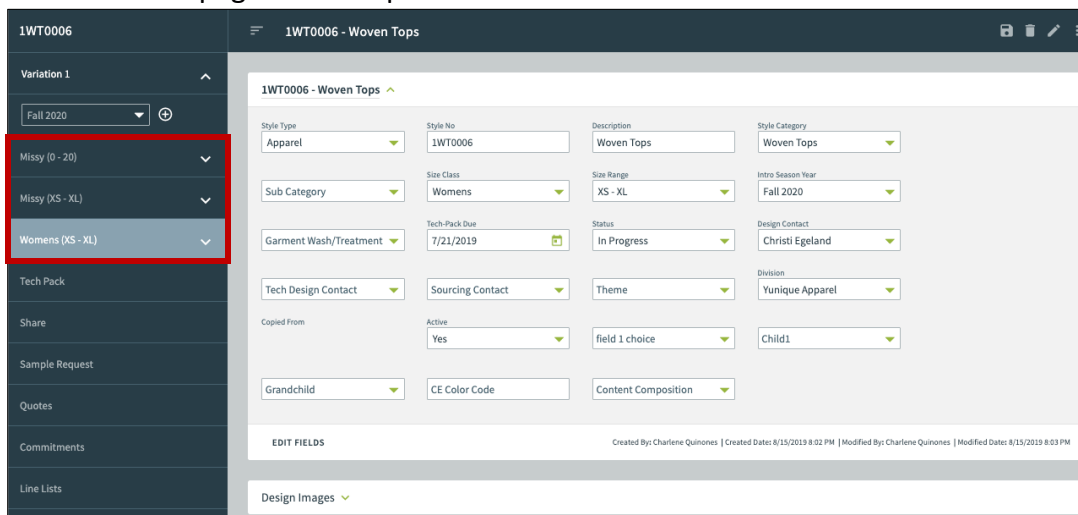 1WT0006
1WT0006 - Woven Tops
Variation 1
Fall 2020
Missy (0 - 20)
Missy (XS - XL)
Womens (XS - XL)
Tech Pack
Share
Sample Request
Quotes
Commitments
Line Lists
1WT0006 - Woven Tops
Style Type Style No Description Style Category
Apparel 1WT0006 Woven Tops Woven Tops
Size Class Size Range Intro Season Year
Sub Category Womens XS - XL Fall 2020
Tech-Pack Due Status Design Contact
Garment Wash/Treatment 7/21/2019 In Progress Christi Egeland
Division
Tech Design Contact Sourcing Contact Theme Yunique Apparel
Copied From Active
Yes field 1 choice Child1
Grandchild CE Color Code Content Composition
EDIT FIELDS Created By: Charlene Quinones | Created Date: 8/15/2019 8:02 PM | Modified By: Charlene Quinones | Modified Date: 8/15/2019 8:03 PM
Design Images